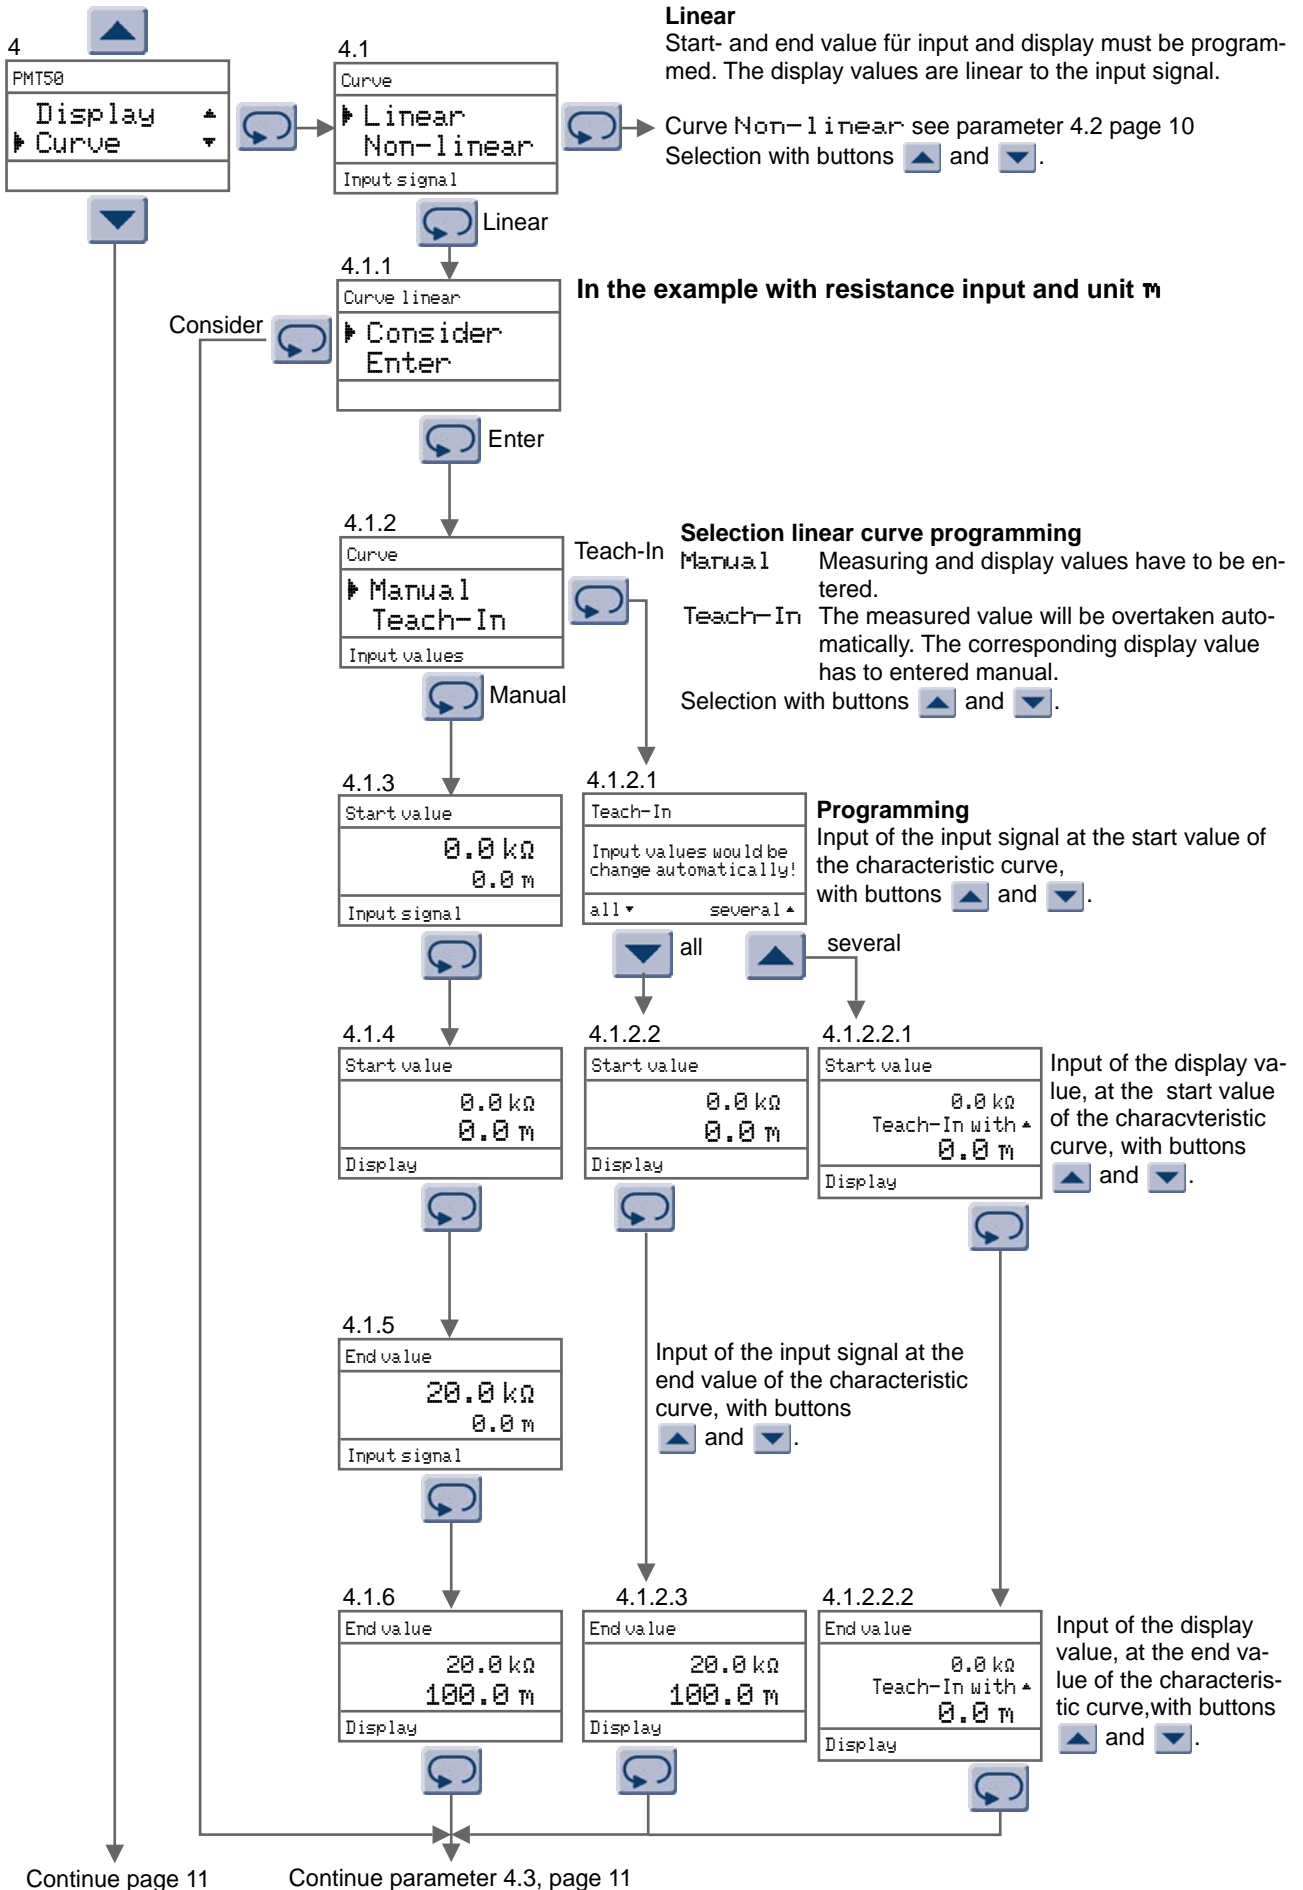 Linear
Start- and end value für input and display must be program-
med. The display values are linear to the input signal.
4
PMT50
Display
Curve
4.1
Curve
Linear
Non-linear
Input signal
Curve Non-linear see parameter 4.2 page 10
Selection with buttons and .
Linear
4.1.1
Curve linear
Consider
Enter
Consider
In the example with resistance input and unit m
Enter
4.1.2
Curve
Manual
Teach-In
Input values
Teach-In
Manual
Selection linear curve programming
Manual Measuring and display values have to be en-
tered.
Teach-In The measured value will be overtaken auto-
matically. The corresponding display value
has to entered manual.
Selection with buttons and .
4.1.3
Start value
0.0 kΩ
0.0 m
Input signal
4.1.2.1
Teach-In
Input values would be
change automatically!
all several
Programming
Input of the input signal at the start value of
the characteristic curve,
with buttons and .
all
several
4.1.4
Start value
0.0 kΩ
0.0 m
Display
4.1.2.2
Start value
0.0 kΩ
0.0 m
Display
4.1.2.2.1
Start value
0.0 kΩ
Teach-In with
0.0 m
Display
Input of the display va-
lue, at the start value
of the characvteristic
curve, with buttons
and .
4.1.5
End value
20.0 kΩ
0.0 m
Input signal
Input of the input signal at the
end value of the characteristic
curve, with buttons
and .
4.1.6
End value
20.0 kΩ
100.0 m
Display
4.1.2.3
End value
20.0 kΩ
100.0 m
Display
4.1.2.2.2
End value
0.0 kΩ
Teach-In with
0.0 m
Display
Input of the display
value, at the end va-
lue of the characteris-
tic curve,with buttons
and .
Continue page 11
Continue parameter 4.3, page 11